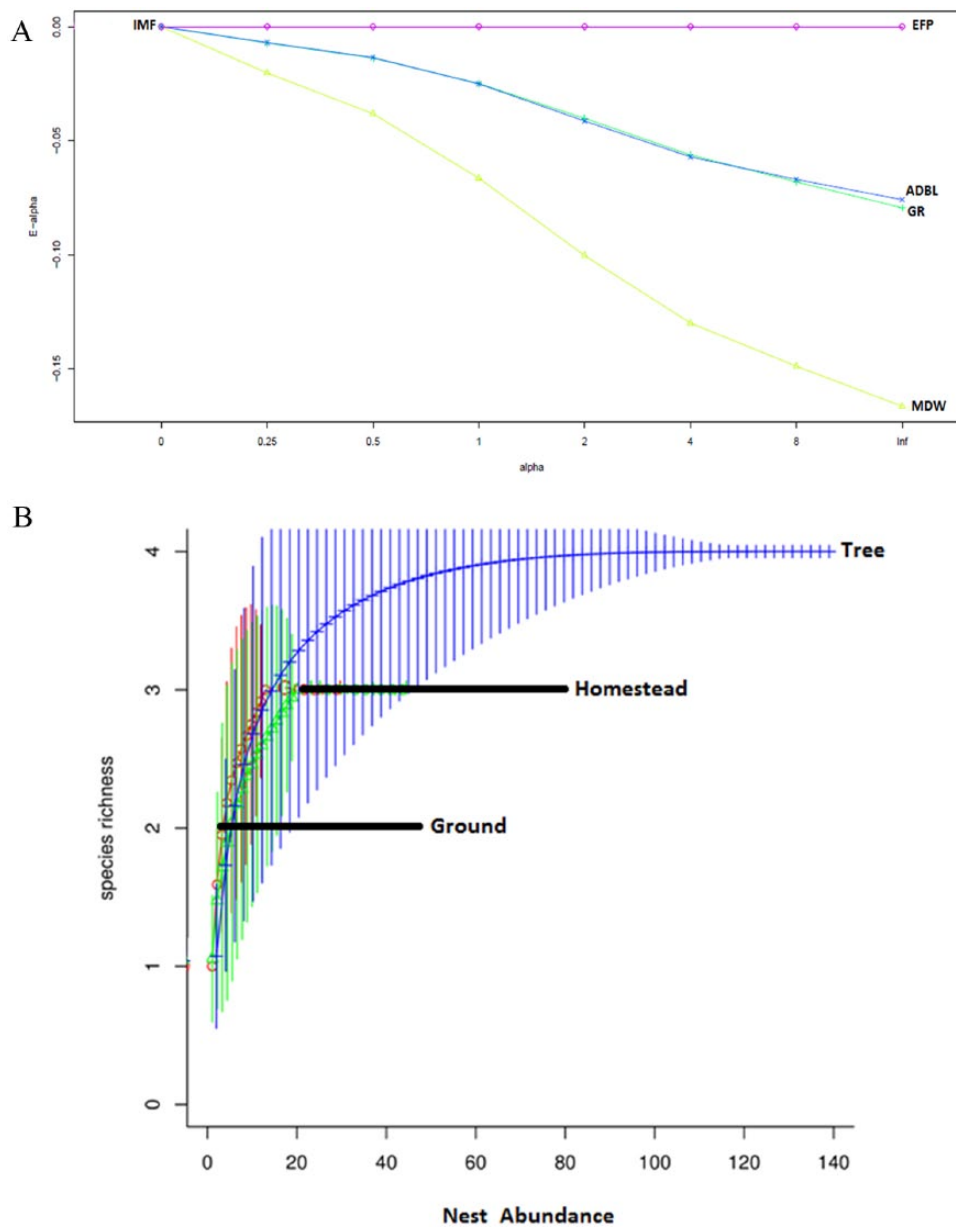 A
IMF
EFP
0.00
-0.05
ADBL
GR
E-alpha
-0.10
-0.15
MDW
0 0.25 0.5 1 2 4 8 Inf
alpha
B
4
Tree
3
Homestead
species richness
2
Ground
1
0
0 20 40 60 80 100 120 140
Nest Abundance